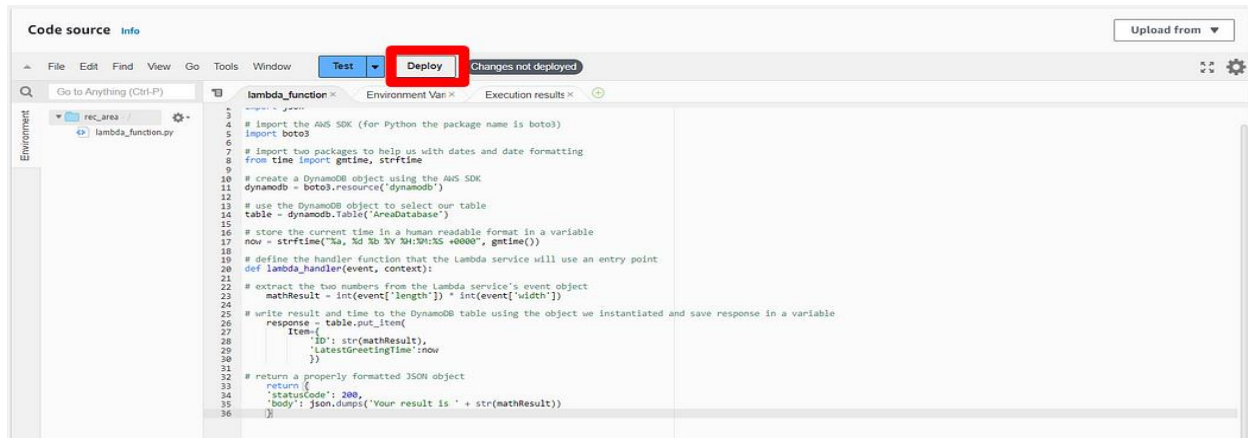 Code source Info
Upload from ▼
File Edit Find View Go Tools Window Test Deploy Changes not deployed
Go to Anything (Ctrl-P)
lambda_function × Environment Vari × Execution results ×
Environment
rec_area - /
lambda_function.py
2 import json
3
4 # import the AWS SDK (for Python the package name is boto3)
5 import boto3
6
7 # import two packages to help us with dates and date formatting
8 from time import gmtime, strftime
9
10 # create a DynamoDB object using the AWS SDK
11 dynamodb = boto3.resource('dynamodb')
12
13 # use the DynamoDB object to select our table
14 table = dynamodb.Table('AreaDatabase')
15
16 # store the current time in a human readable format in a variable
17 now = strftime("%a, %d %b %Y %H:%M:%S +0000", gmtime())
18
19 # define the handler function that the Lambda service will use an entry point
20 def lambda_handler(event, context):
21
22 # extract the two numbers from the Lambda service's event object
23 mathResult = int(event['length']) * int(event['width'])
24
25 # write result and time to the DynamoDB table using the object we instantiated and save response in a variable
26 response = table.put_item(
27 Item={
28 'ID': str(mathResult),
29 'LatestGreetingTime':now
30 })
31
32 # return a properly formatted JSON object
33 return {
34 'statusCode': 200,
35 'body': json.dumps('Your result is ' + str(mathResult))
36 }